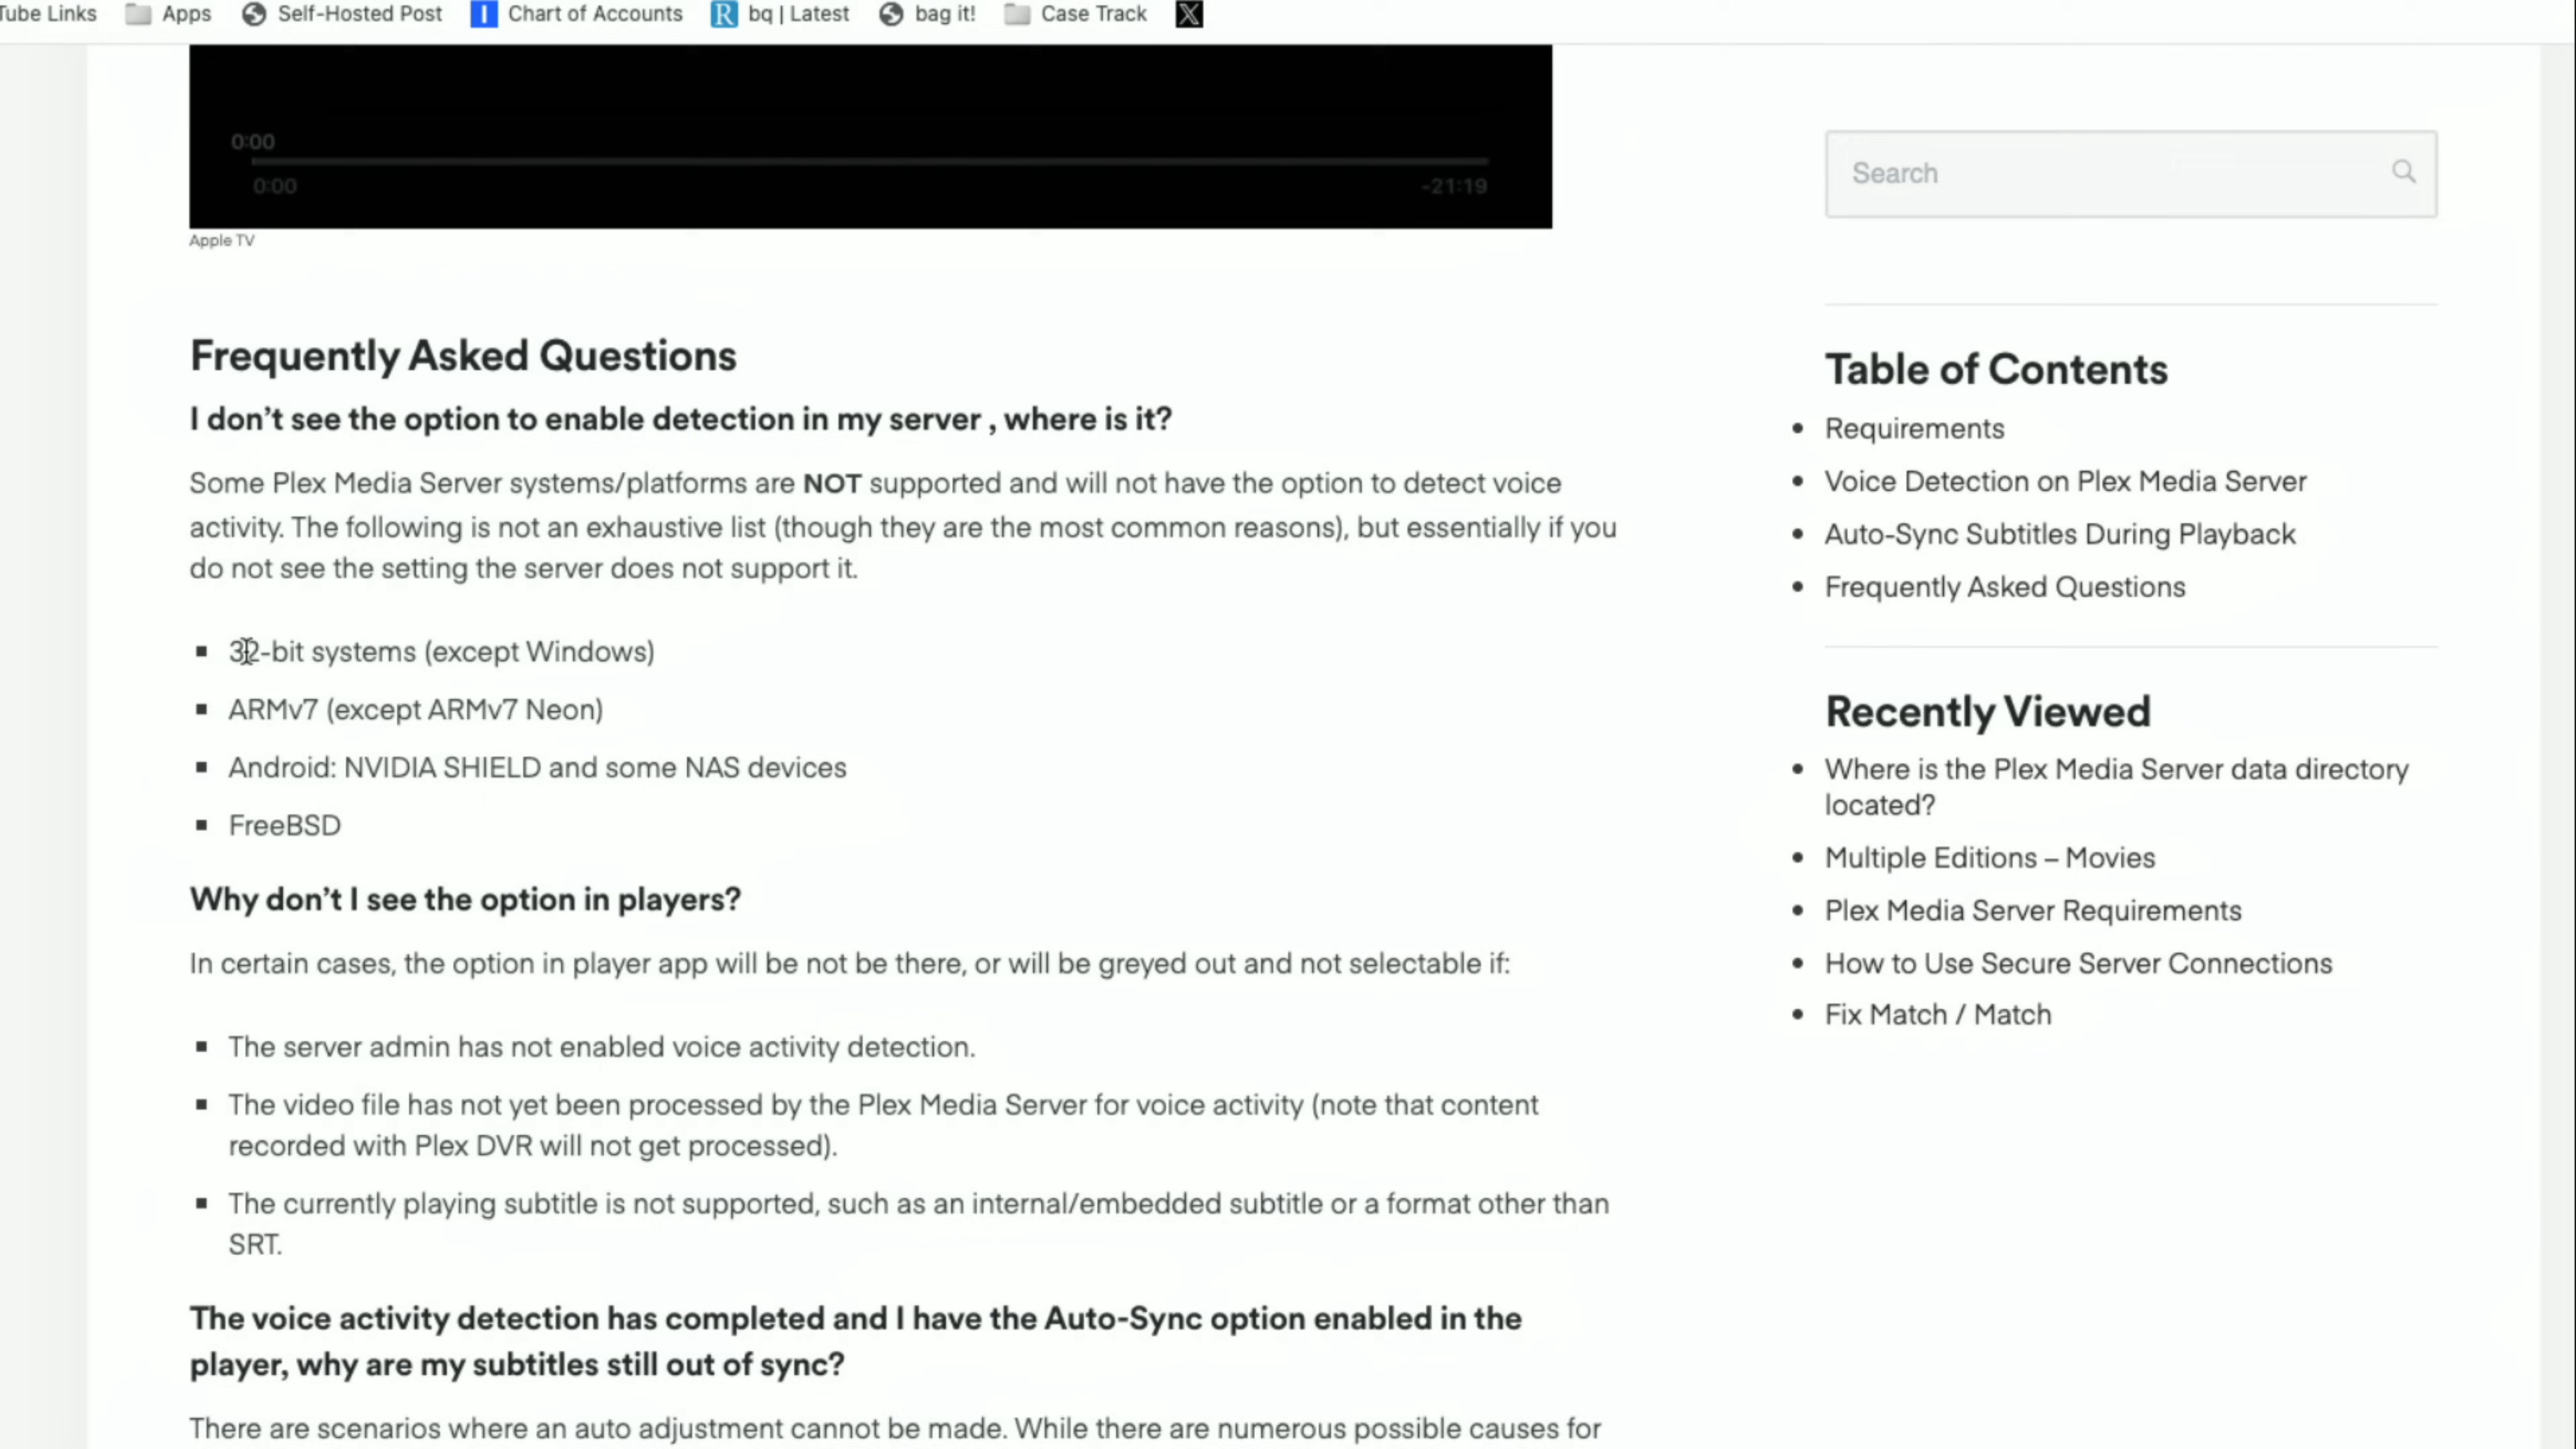 Tube Links Apps Self-Hosted Post Chart of Accounts bq | Latest bag it! Case Track
0:00
0:00 -21:19
Apple TV
Frequently Asked Questions
I don't see the option to enable detection in my server , where is it?
Some Plex Media Server systems/platforms are NOT supported and will not have the option to detect voice
activity. The following is not an exhaustive list (though they are the most common reasons), but essentially if you
do not see the setting the server does not support it.
32-bit systems (except Windows)
ARMv7 (except ARMv7 Neon)
Android: NVIDIA SHIELD and some NAS devices
FreeBSD
Why don't I see the option in players?
In certain cases, the option in player app will be not be there, or will be greyed out and not selectable if:
The server admin has not enabled voice activity detection.
The video file has not yet been processed by the Plex Media Server for voice activity (note that content
recorded with Plex DVR will not get processed).
The currently playing subtitle is not supported, such as an internal/embedded subtitle or a format other than
SRT.
The voice activity detection has completed and I have the Auto-Sync option enabled in the
player, why are my subtitles still out of sync?
There are scenarios where an auto adjustment cannot be made. While there are numerous possible causes for
Search
Table of Contents
Requirements
Voice Detection on Plex Media Server
Auto-Sync Subtitles During Playback
Frequently Asked Questions
Recently Viewed
Where is the Plex Media Server data directory
located?
Multiple Editions – Movies
Plex Media Server Requirements
How to Use Secure Server Connections
Fix Match / Match